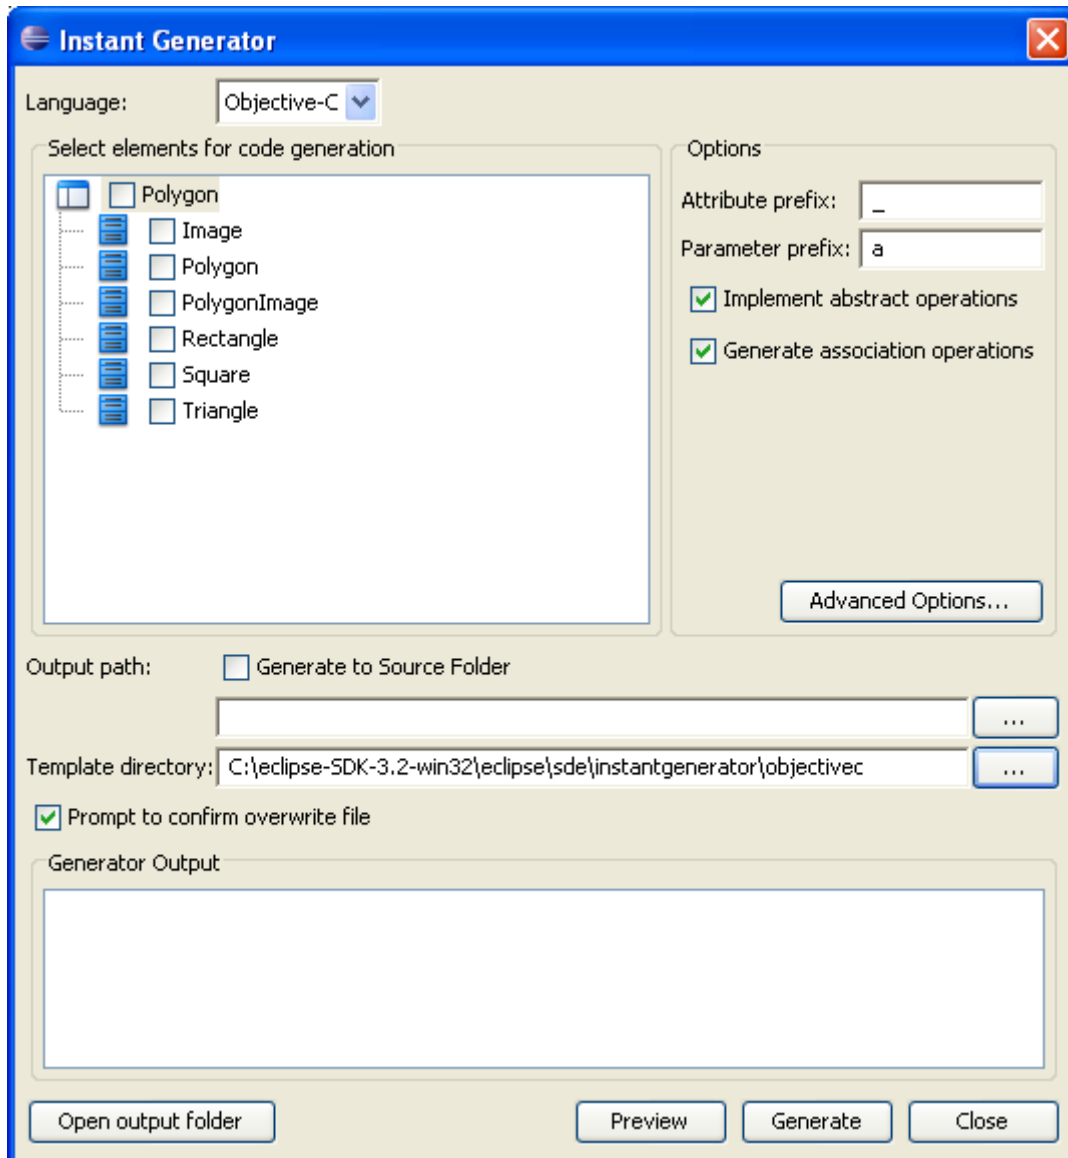 Instant Generator
Language: Objective-C
Select elements for code generation
Polygon
Image
Polygon
PolygonImage
Rectangle
Square
Triangle
Options
Attribute prefix: _
Parameter prefix: a
Implement abstract operations
Generate association operations
Advanced Options...
Output path: Generate to Source Folder
...
Template directory: C:\eclipse-SDK-3.2-win32\eclipse\sde\instantgenerator\objectivec ...
Prompt to confirm overwrite file
Generator Output
Open output folder Preview Generate Close